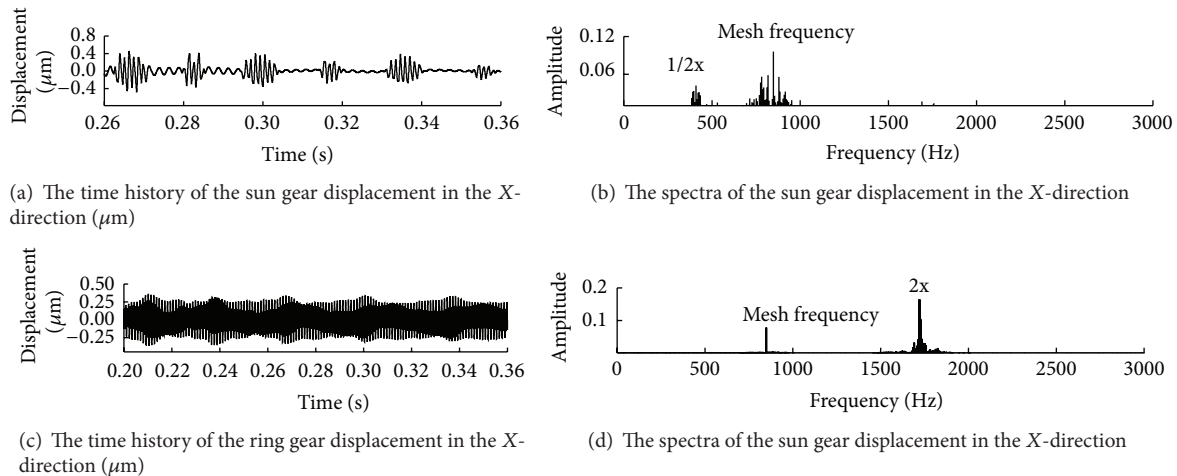 Displacement
(μm)
0.8
0.4
0.0
−0.4
0.26 0.28 0.30 0.32 0.34 0.36
Time (s)
(a) The time history of the sun gear displacement in the X-
direction (μm)
Amplitude
0.12
0.06
1/2x
Mesh frequency
0 500 1000 1500 2000 2500 3000
Frequency (Hz)
(b) The spectra of the sun gear displacement in the X-direction
Displacement
(μm)
0.50
0.25
0.00
−0.25
0.20 0.22 0.24 0.26 0.28 0.30 0.32 0.34 0.36
Time (s)
(c) The time history of the ring gear displacement in the X-
direction (μm)
Amplitude
0.2
0.1
2x
Mesh frequency
0 500 1000 1500 2000 2500 3000
Frequency (Hz)
(d) The spectra of the sun gear displacement in the X-direction